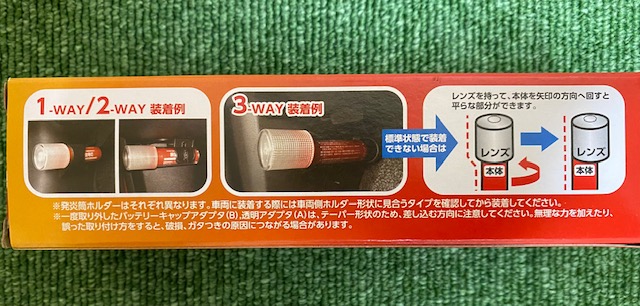 1-WAY/2-WAY 装着例
3-WAY 装着例
標準状態で装着
できない場合は
レンズを持って、本体を矢印の方向へ回すと
平らな部分ができます。
レンズ
本体
レンズ
本体
※発炎筒ホルダーはそれぞれ異なります。車両に装着する際には車両側ホルダー形状に見合うタイプを確認してから装着してください。
※一度取り外したバッテリーキャップアダプタ(B)、透明アダプタ(A)は、テーパー形状のため、差し込む方向に注意してください。無理な力を加えたり、
誤った取り付け方をすると、破損、ガタつきの原因につながる場合があります。